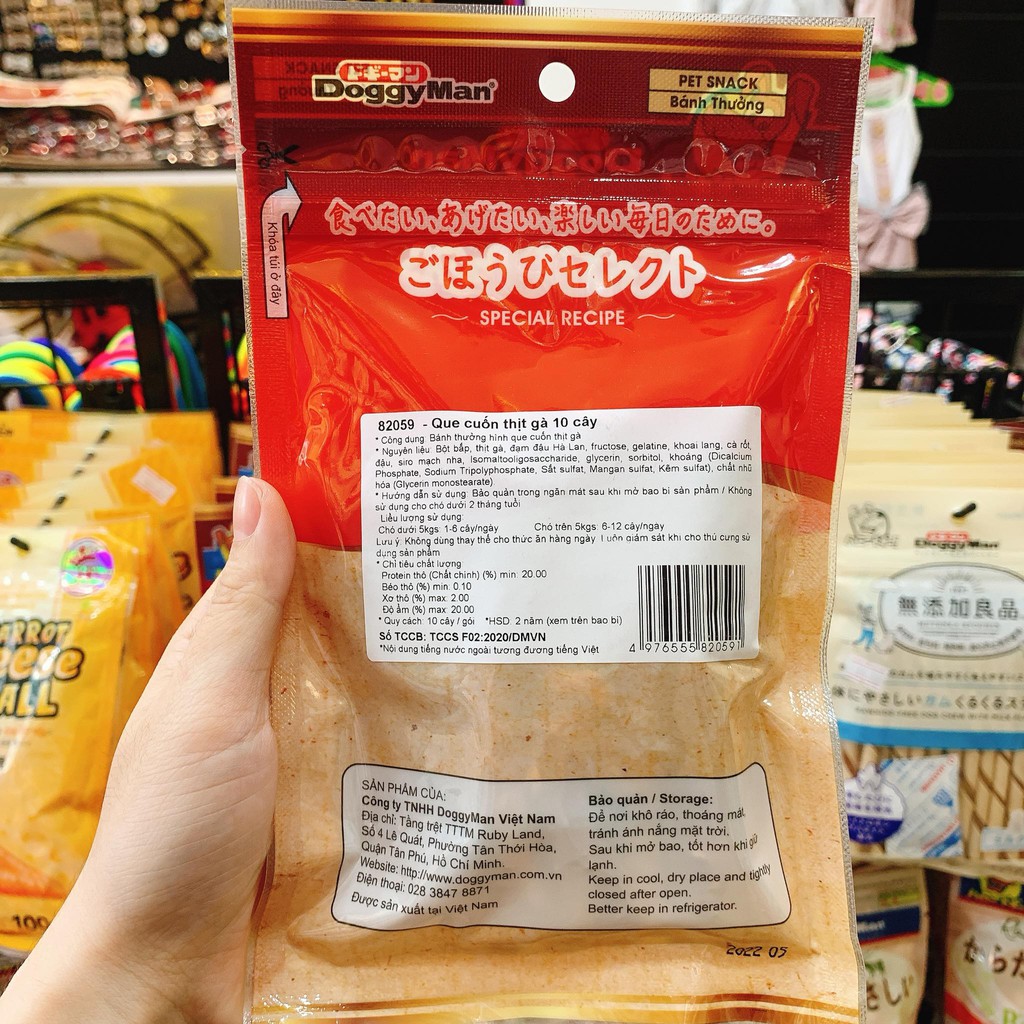 ドギーマン
DoggyMan®
PET SNACK
Bánh Thưởng
Khóa túi ở đây
食べたい、あげたい、楽しい毎日のために。
ごほうびセレクト
SPECIAL RECIPE
82059 - Que cuốn thịt gà 10 cây
* Công dụng: Bánh thưởng hình que cuốn thịt gà
* Nguyên liệu: Bột bắp, thịt gà, đạm đậu Hà Lan, fructose, gelatine, khoai lang, cà rốt,
đậu, siro mạch nha, Isomaltooligosaccharide, glycerin, sorbitol, khoáng (Dicalcium
Phosphate, Sodium Tripolyphosphate, Sắt sulfat, Mangan sulfat, Kẽm sulfat), chất nhũ
hóa (Glycerin monostearate)
* Hướng dẫn sử dụng: Bảo quản trong ngăn mát sau khi mở bao bì sản phẩm / Không
sử dụng cho chó dưới 2 tháng tuổi
Liều lượng sử dụng:
Chó dưới 5kgs: 1-6 cây/ngày Chó trên 5kgs: 6-12 cây/ngày
Lưu ý: Không dùng thay thế cho thức ăn hàng ngày. Luôn giám sát khi cho thú cưng sử
dụng sản phẩm
* Chỉ tiêu chất lượng:
Protein thô (Chất chính) (%) min: 20.00
Béo thô (%) min: 0.10
Xơ thô (%) max: 2.00
Độ ẩm (%) max: 20.00
* Quy cách: 10 cây / gói *HSD: 2 năm (xem trên bao bì)
Số TCCB: TCCS F02:2020/DMVN
*Nội dung tiếng nước ngoài tương đương tiếng Việt
4 976555 820591
SẢN PHẨM CỦA:
Công ty TNHH DoggyMan Việt Nam
Địa chỉ: Tầng trệt TTTM Ruby Land,
Số 4 Lê Quát, Phường Tân Thới Hòa,
Quận Tân Phú, Hồ Chí Minh.
Website: http://www.doggyman.com.vn
Điện thoại: 028 3847 8871
Được sản xuất tại Việt Nam
Bảo quản / Storage:
Để nơi khô ráo, thoáng mát,
tránh ánh nắng mặt trời.
Sau khi mở bao, tốt hơn khi giữ
lạnh.
Keep in cool, dry place and tightly
closed after open.
Better keep in refrigerator.
2022 05
ALL
100
DoggyMan
無添加良品